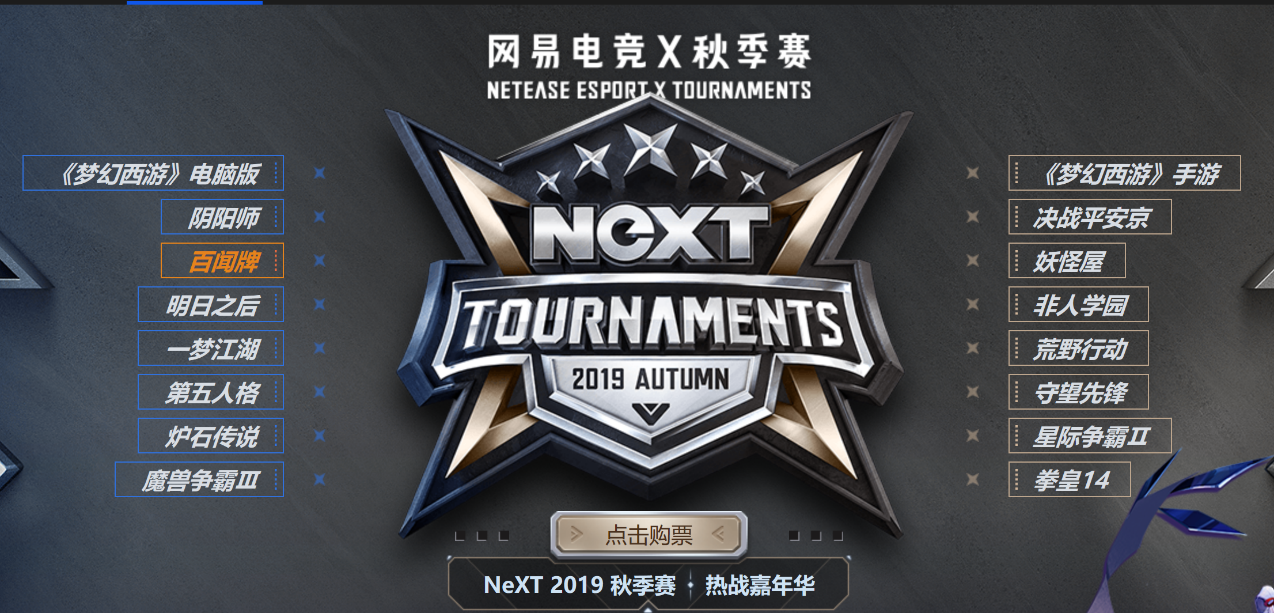 网易电竞X秋季赛
NETEASE ESPORT X TOURNAMENTS
NeXT
TOURNAMENTS
2019 AUTUMN
《梦幻西游》电脑版
阴阳师
百闻牌
明日之后
一梦江湖
第五人格
炉石传说
魔兽争霸Ⅲ
《梦幻西游》手游
决战平安京
妖怪屋
非人学园
荒野行动
守望先锋
星际争霸Ⅱ
拳皇14
点击购票
NeXT 2019 秋季赛 · 热战嘉年华